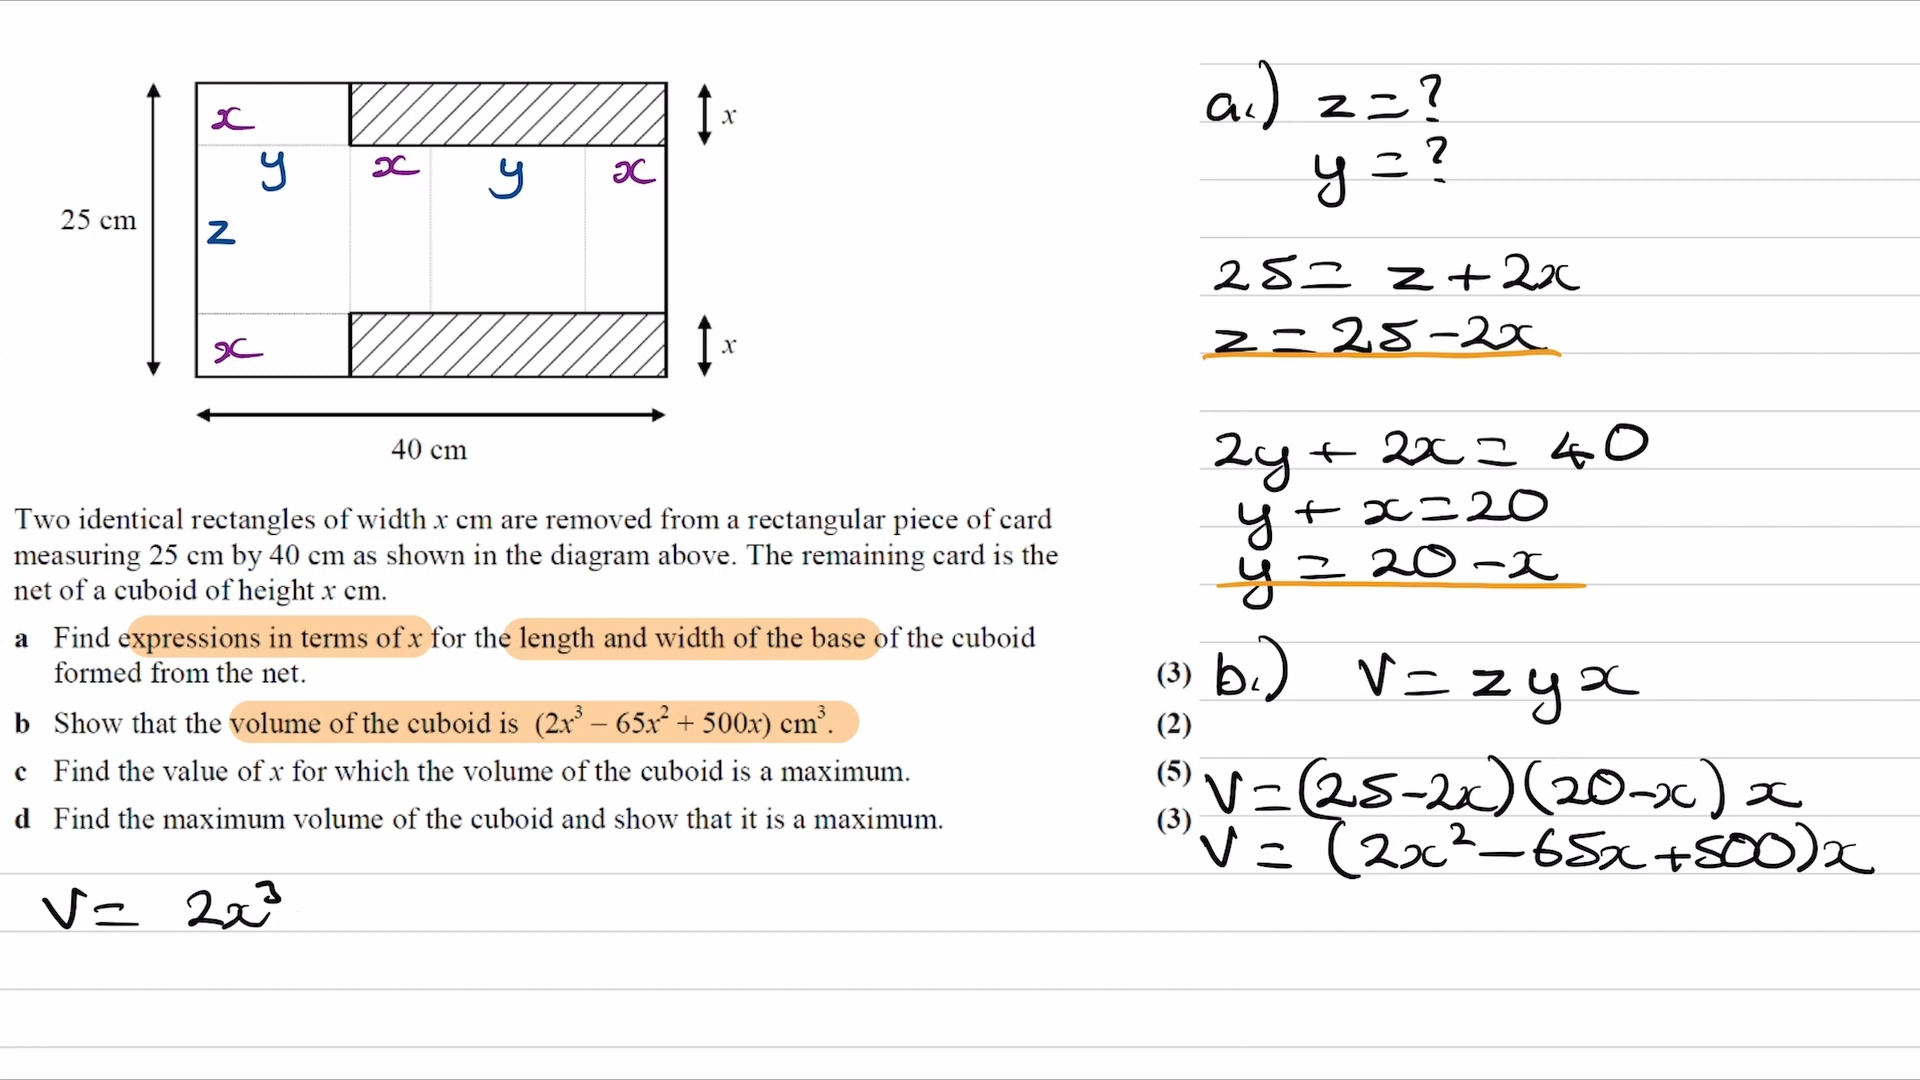 x
x
y
x
y
x
25 cm
z
x
x
40 cm
Two identical rectangles of width x cm are removed from a rectangular piece of card
measuring 25 cm by 40 cm as shown in the diagram above. The remaining card is the
net of a cuboid of height x cm.
a Find expressions in terms of x for the length and width of the base of the cuboid
formed from the net. (3)
b Show that the volume of the cuboid is (2x³ – 65x² + 500x) cm³. (2)
c Find the value of x for which the volume of the cuboid is a maximum. (5)
d Find the maximum volume of the cuboid and show that it is a maximum. (3)
V = 2x³
a.) z = ?
y = ?
25 = z + 2x
z = 25 - 2x
2y + 2x = 40
y + x = 20
y = 20 - x
b.) V = z y x
V = (25-2x)(20-x) x
V = (2x² - 65x + 500)x